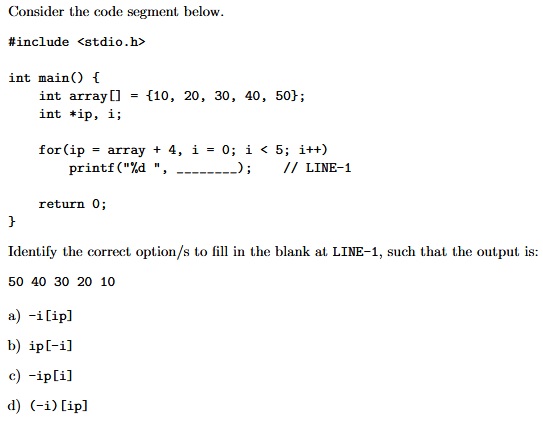 Consider the code segment below.
#include <stdio.h>
int main() {
    int array[] = {10, 20, 30, 40, 50};
    int *ip, i;
    for(ip = array + 4, i = 0; i < 5; i++)
        printf("%d ", ________);    // LINE-1
    return 0;
}
Identify the correct option/s to fill in the blank at LINE-1, such that the output is:
50 40 30 20 10
a) -i[ip]
b) ip[-i]
c) -ip[i]
d) (-i)[ip]